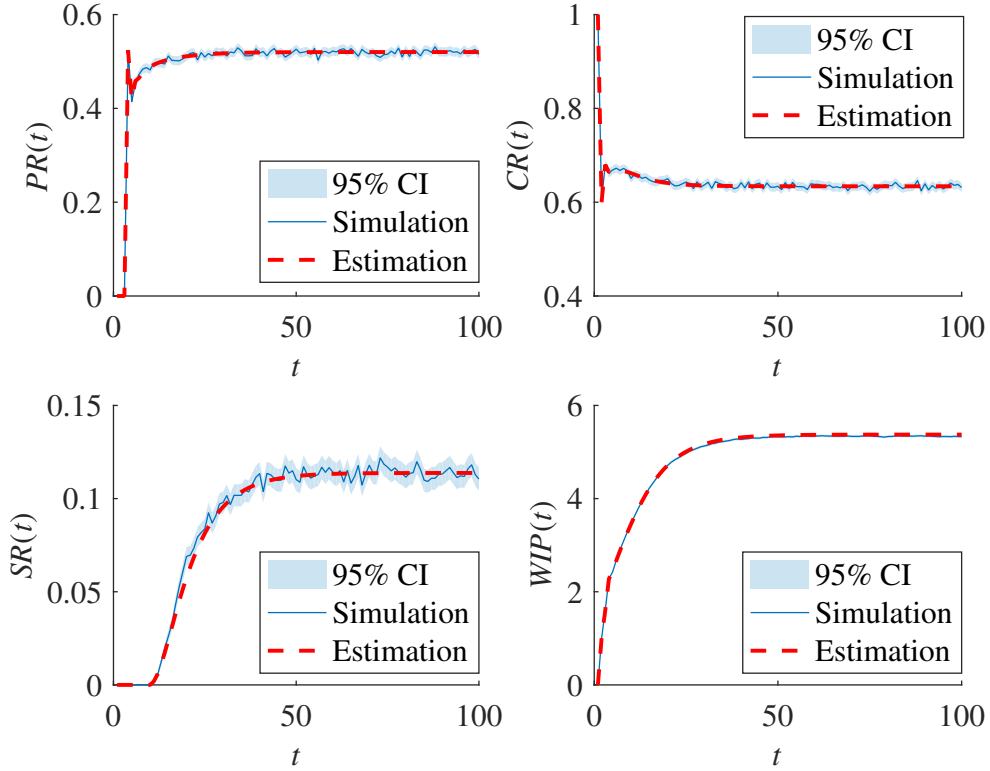 0.6
0.4
0.2
0
PR(t)
95% CI
Simulation
Estimation
0
50
100
t
1
0.8
0.6
0.4
CR(t)
95% CI
Simulation
Estimation
0
50
100
t
0.15
0.1
0.05
0
SR(t)
95% CI
Simulation
Estimation
0
50
100
t
6
4
2
0
WIP(t)
95% CI
Simulation
Estimation
0
50
100
t